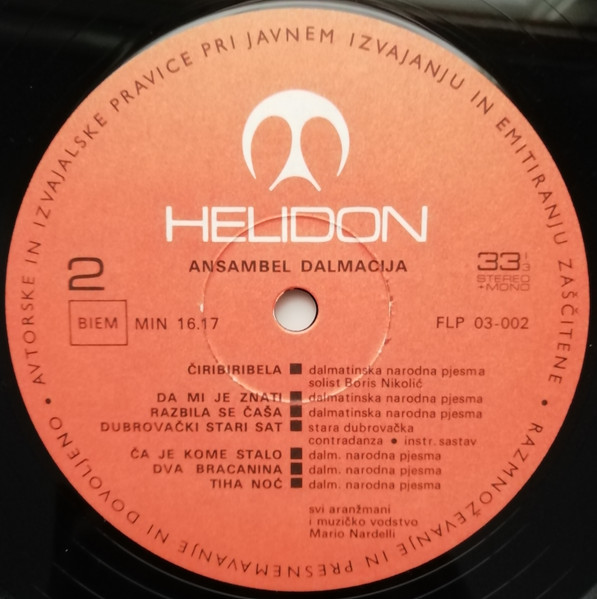 AVTORSKE IN IZVAJALSKE PRAVICE PRI JAVNEM IZVAJANJU IN EMITIRANJU ZAŠČITENE • RAZMNOŽEVANJE IN PRESNEMAVANJE NI DOVOLJENO •
HELIDON
ANSAMBEL DALMACIJA
2
33 1/3
STEREO
+MONO
BIEM MIN 16.17
FLP 03-002
ČIRIBIRIBELA ■ dalmatinska narodna pjesma
solist Boris Nikolić
DA MI JE ZNATI ■ dalmatinska narodna pjesma
RAZBILA SE ČAŠA ■ dalmatinska narodna pjesma
DUBROVAČKI STARI SAT ■ stara dubrovačka
contradanza • instr. sastav
ČA JE KOME STALO ■ dalm. narodna pjesma
DVA BRACANINA ■ dalm. narodna pjesma
TIHA NOĆ ■ dalm. narodna pjesma
svi aranžmani
i muzičko vodstvo
Mario Nardelli